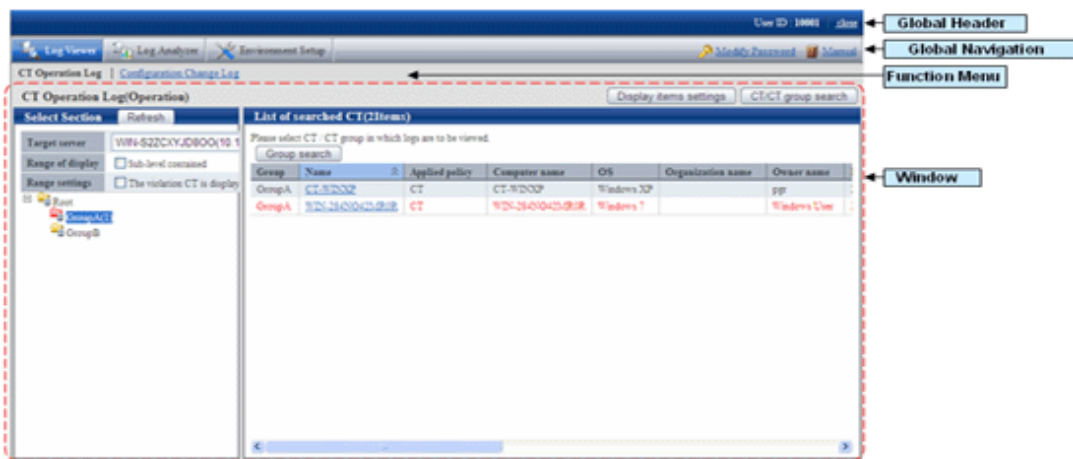 User ID : 10001 close
Global Header
Log Viewer Log Analyzer Environment Setup Modify Password Manual
Global Navigation
CT Operation Log | Configuration Change Log
Function Menu
CT Operation Log(Operation) Display items settings CT/CT group search
Select Section Refresh
List of searched CT(2Items)
Target server
Please select CT / CT group in which logs are to be viewed.
Group search
Range of display Sub-level contained
Range settings The violation CT is display
Group Name Applied policy Computer name OS Organization name Owner name
Window
GroupA CT-WINXP CT CT-WINXP Windows XP
GroupA CT Windows 7 Windows User
Root
GroupA(1)
GroupB